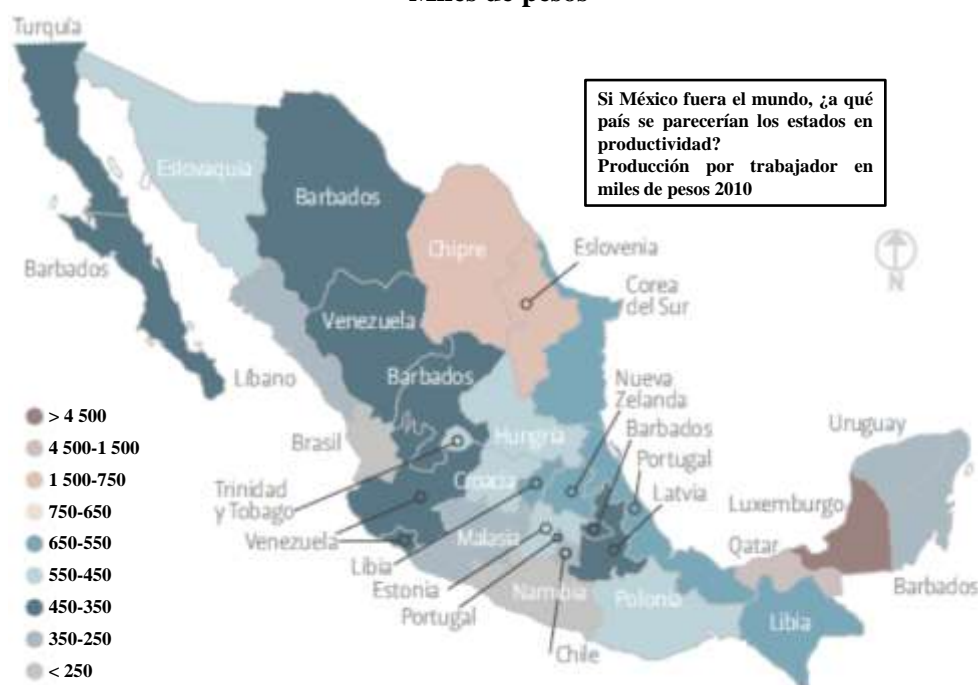 Miles de pesos
Turquía
Si México fuera el mundo, ¿a qué
país se parecerían los estados en
productividad?
Producción por trabajador en
miles de pesos 2010
Eslovaquia
Barbados
Chipre
Eslovenia
N
Barbados
Corea
del Sur
Venezuela
Líbano
Barbados
Nueva
Zelanda
> 4 500
Brasil
Hungría
Barbados
Uruguay
4 500-1 500
Portugal
1 500-750
Trinidad
y Tobago
Croacia
Latvia
Luxemburgo
750-650
Venezuela
Malasia
Qatar
650-550
Libia
550-450
Estonia
Namibia
Polonia
Libia
Barbados
450-350
Portugal
350-250
Chile
< 250